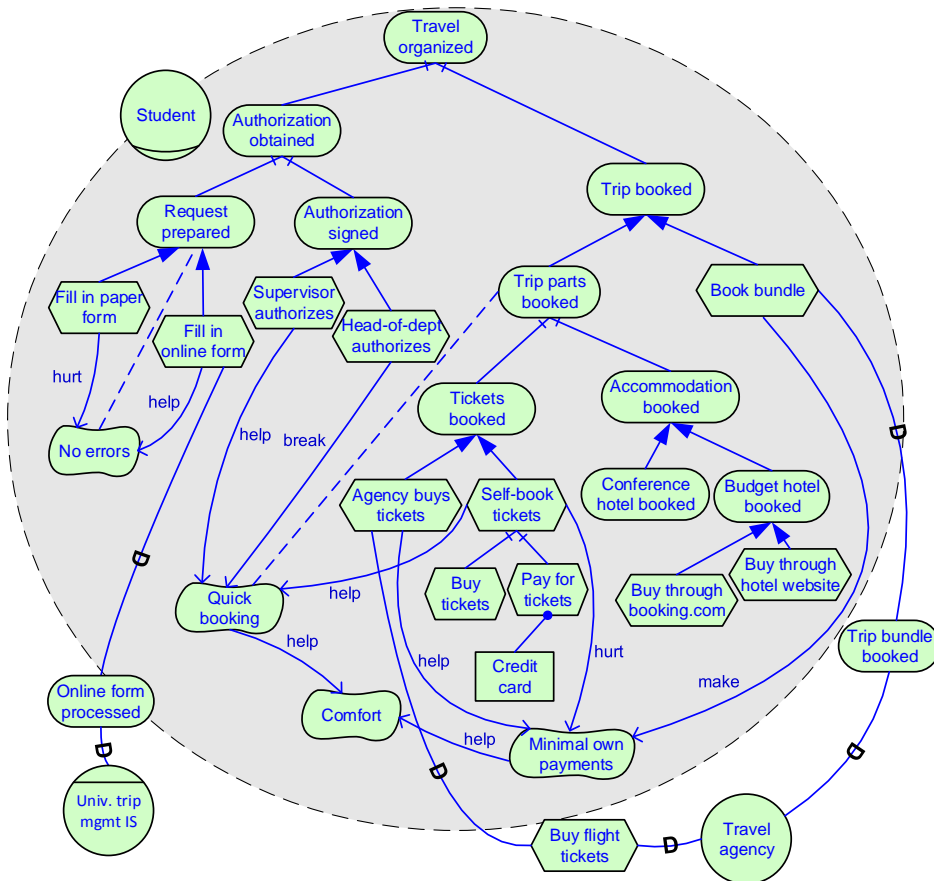 Travel
organized
Student
Authorization
obtained
Trip booked
Request
prepared
Authorization
signed
Fill in paper
form
Supervisor
authorizes
Trip parts
booked
Book bundle
Fill in
online form
Head-of-dept
authorizes
hurt
help
Tickets
booked
Accommodation
booked
No errors
help
break
D
Agency buys
tickets
Self-book
tickets
Conference
hotel booked
Budget hotel
booked
D
Buy
tickets
Pay for
tickets
Buy through
booking.com
Buy through
hotel website
Quick
booking
help
help
help
hurt
Trip bundle
booked
Online form
processed
Credit
card
make
Comfort
help
Minimal own
payments
D
D
D
Univ. trip
mgmt IS
Buy flight
tickets
D
Travel
agency